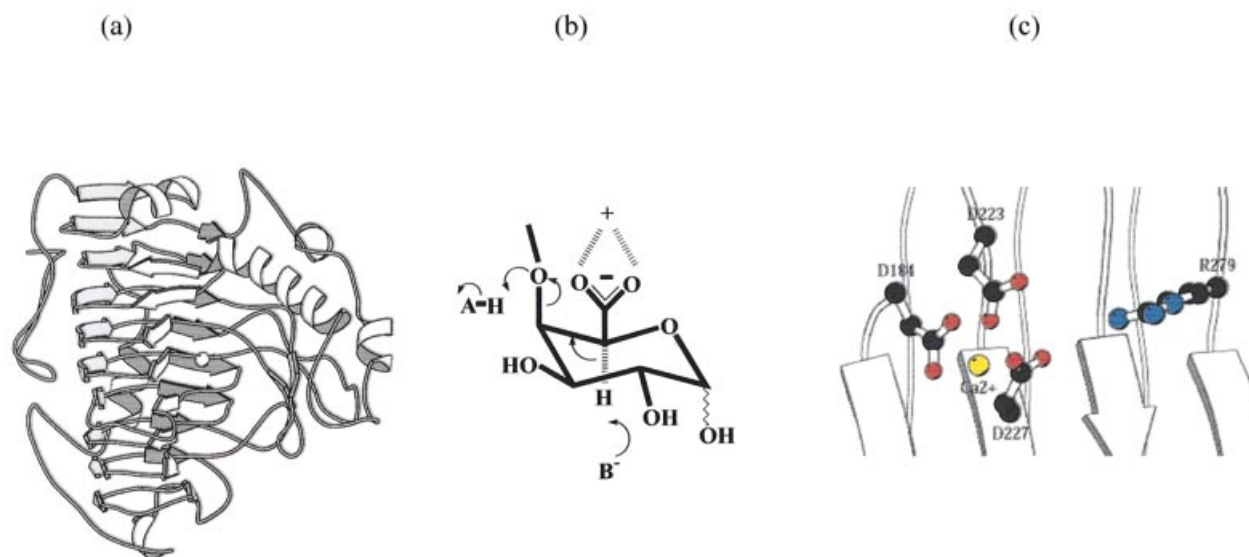 (a)
(b)
(c)
+
O
O
O
A-H
O
HO
H
OH
OH
B-
D223
D184
R279
Ca2+
D227